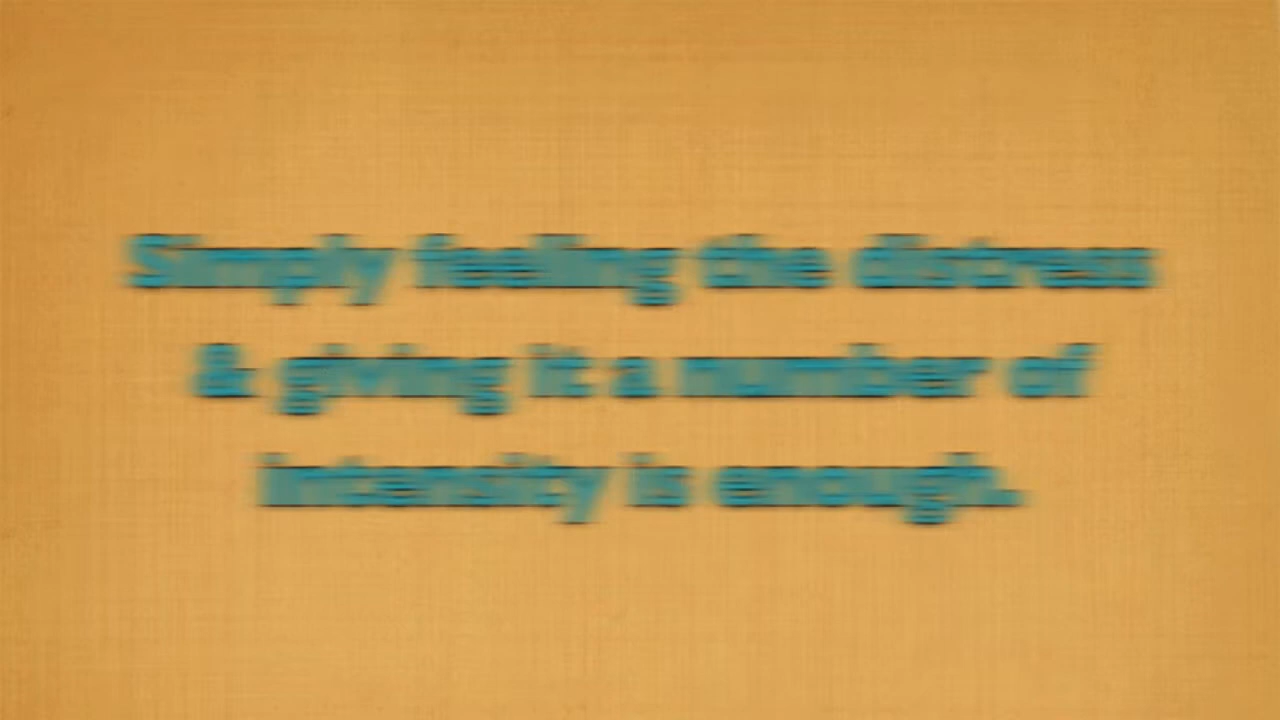 Simply feeling the distress
& giving it a number of
intensity is enough.